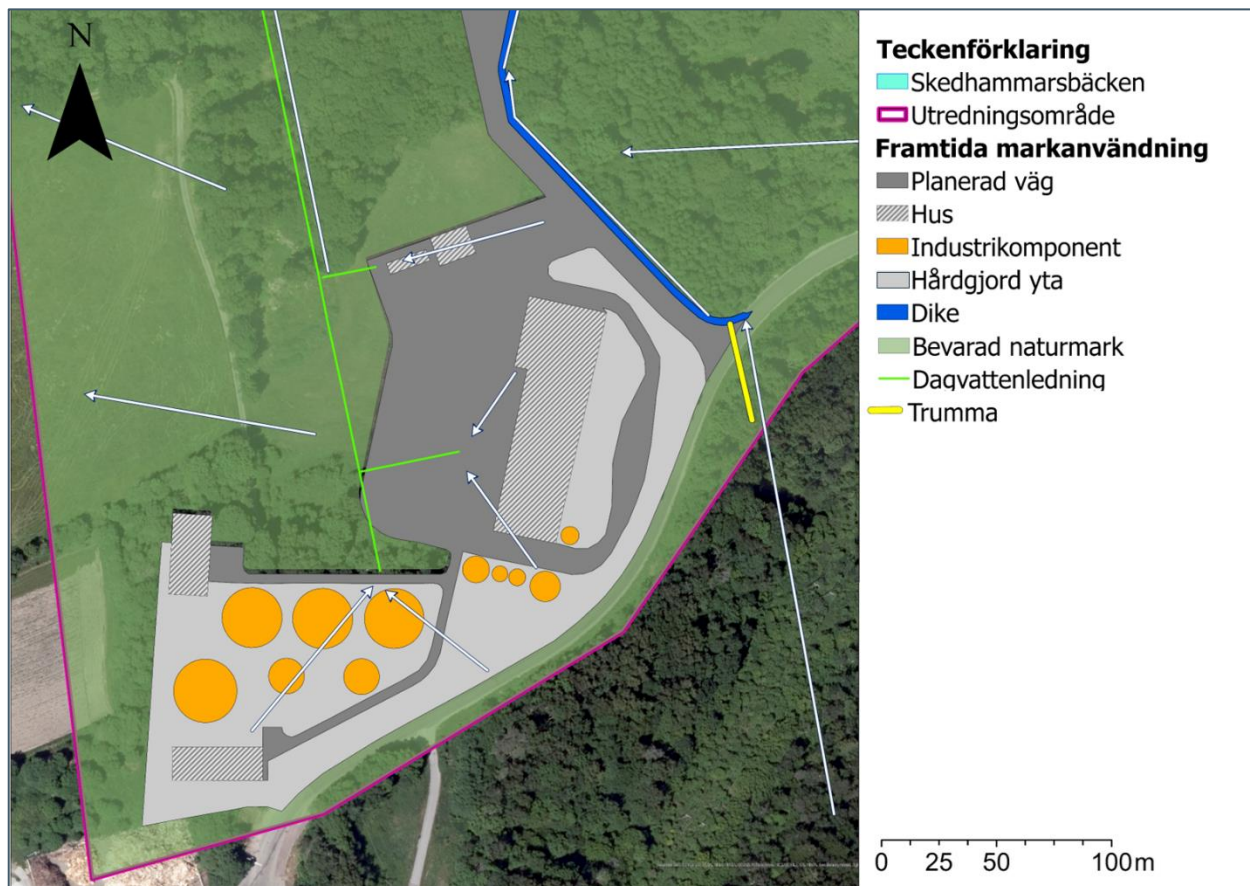 N
Teckenförklaring
Skedhammarsbäcken
Utredningsområde
Framtida markanvändning
Planerad väg
Hus
Industrikomponent
Hårdgjord yta
Dike
Bevarad naturmark
Dagvattenledning
Trumma
0 25 50 100 m